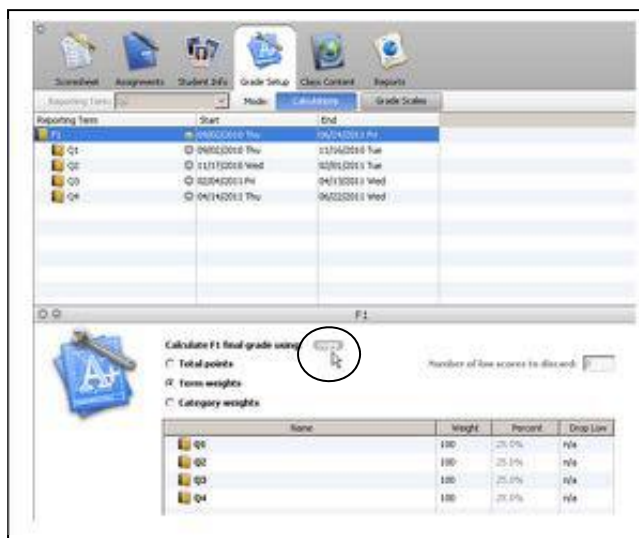 Scoresheet Assignments Student Info Grade Setup Class Content Reports
Reporting Term: Q2 Mode: Calculations Grade Scales
Reporting Term Start End
F1 09/02/2010 Thu 06/24/2011 Fri
Q1 09/02/2010 Thu 11/16/2010 Tue
Q2 11/17/2010 Wed 02/01/2011 Tue
Q3 02/04/2011 Fri 04/13/2011 Wed
Q4 04/14/2011 Thu 06/22/2011 Wed
F1
Calculate F1 final grade using:
Total points Number of low scores to discard:
Term weights
Category weights
Name Weight Percent Drop Low
Q1 100 25.0% n/a
Q2 100 25.0% n/a
Q3 100 25.0% n/a
Q4 100 25.0% n/a